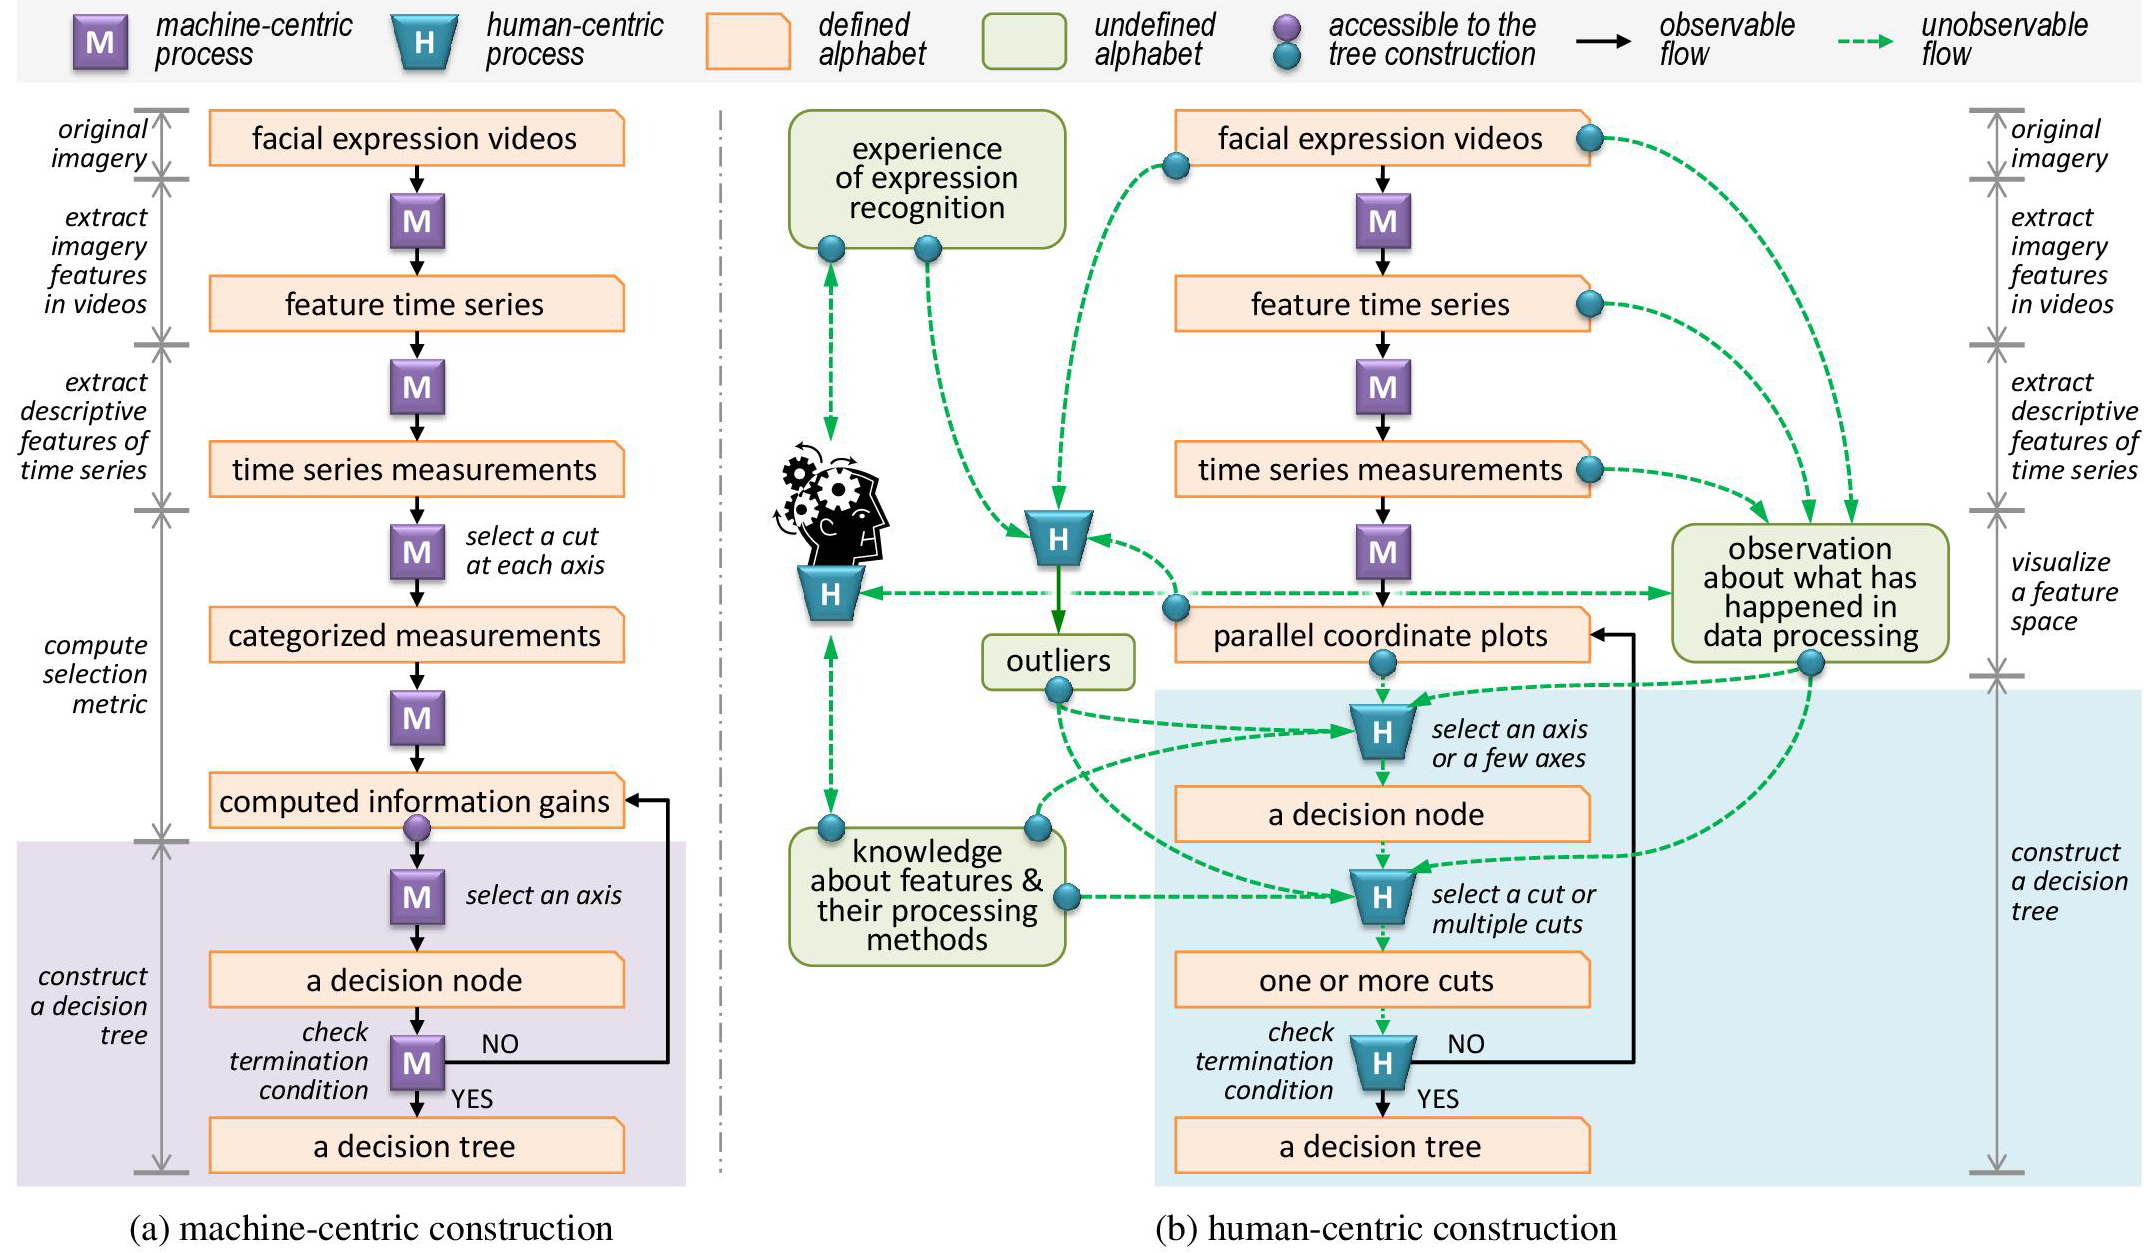 M
machine-centric
process
H
human-centric
process
defined
alphabet
undefined
alphabet
accessible to the
tree construction
observable
flow
unobservable
flow
original
imagery
extract
imagery
features
in videos
extract
descriptive
features of
time series
compute
selection
metric
construct
a decision
tree
facial expression videos
M
feature time series
M
time series measurements
M
select a cut
at each axis
categorized measurements
M
computed information gains
M
select an axis
a decision node
check
termination
condition
M
NO
YES
a decision tree
(a) machine-centric construction
experience
of expression
recognition
H
H
outliers
knowledge
about features &
their processing
methods
facial expression videos
M
feature time series
M
time series measurements
M
parallel coordinate plots
H
select an axis
or a few axes
a decision node
H
select a cut or
multiple cuts
one or more cuts
check
termination
condition
H
NO
YES
a decision tree
observation
about what has
happened in
data processing
original
imagery
extract
imagery
features
in videos
extract
descriptive
features of
time series
visualize
a feature
space
construct
a decision
tree
(b) human-centric construction